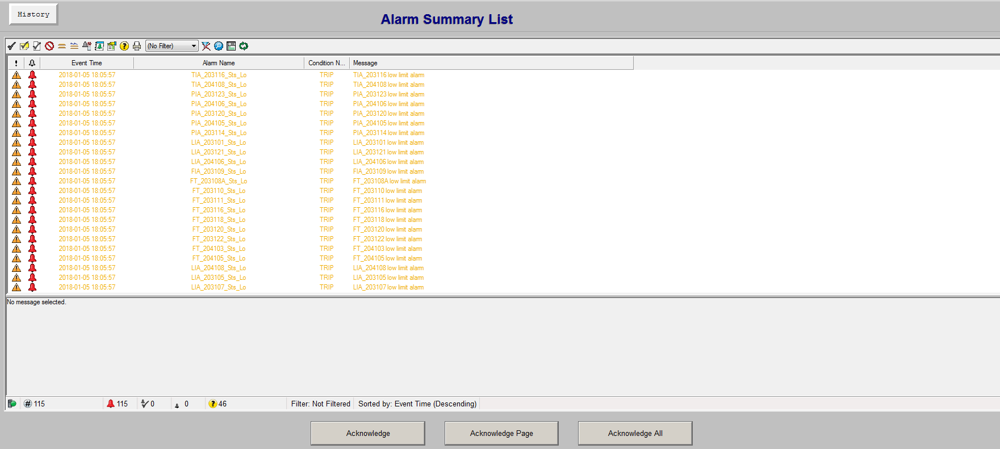 History
Alarm Summary List
(No Filter)
! Event Time Alarm Name Condition N... Message
2018-01-05 18:05:57 TIA_203116_Sts_Lo TRIP TIA_203116 low limit alarm
2018-01-05 18:05:57 TIA_204108_Sts_Lo TRIP TIA_204108 low limit alarm
2018-01-05 18:05:57 PIA_203123_Sts_Lo TRIP PIA_203123 low limit alarm
2018-01-05 18:05:57 PIA_204106_Sts_Lo TRIP PIA_204106 low limit alarm
2018-01-05 18:05:57 PIA_203120_Sts_Lo TRIP PIA_203120 low limit alarm
2018-01-05 18:05:57 PIA_204105_Sts_Lo TRIP PIA_204105 low limit alarm
2018-01-05 18:05:57 PIA_203114_Sts_Lo TRIP PIA_203114 low limit alarm
2018-01-05 18:05:57 LIA_203101_Sts_Lo TRIP LIA_203101 low limit alarm
2018-01-05 18:05:57 LIA_203121_Sts_Lo TRIP LIA_203121 low limit alarm
2018-01-05 18:05:57 LIA_204106_Sts_Lo TRIP LIA_204106 low limit alarm
2018-01-05 18:05:57 FIA_203109_Sts_Lo TRIP FIA_203109 low limit alarm
2018-01-05 18:05:57 FT_203108A_Sts_Lo TRIP FT_203108A low limit alarm
2018-01-05 18:05:57 FT_203110_Sts_Lo TRIP FT_203110 low limit alarm
2018-01-05 18:05:57 FT_203111_Sts_Lo TRIP FT_203111 low limit alarm
2018-01-05 18:05:57 FT_203116_Sts_Lo TRIP FT_203116 low limit alarm
2018-01-05 18:05:57 FT_203118_Sts_Lo TRIP FT_203118 low limit alarm
2018-01-05 18:05:57 FT_203120_Sts_Lo TRIP FT_203120 low limit alarm
2018-01-05 18:05:57 FT_203122_Sts_Lo TRIP FT_203122 low limit alarm
2018-01-05 18:05:57 FT_204103_Sts_Lo TRIP FT_204103 low limit alarm
2018-01-05 18:05:57 FT_204105_Sts_Lo TRIP FT_204105 low limit alarm
2018-01-05 18:05:57 LIA_204108_Sts_Lo TRIP LIA_204108 low limit alarm
2018-01-05 18:05:57 LIA_203105_Sts_Lo TRIP LIA_203105 low limit alarm
2018-01-05 18:05:57 LIA_203107_Sts_Lo TRIP LIA_203107 low limit alarm
No message selected.
# 115 115 0 0 ? 46 Filter: Not Filtered Sorted by: Event Time (Descending)
Acknowledge Acknowledge Page Acknowledge All